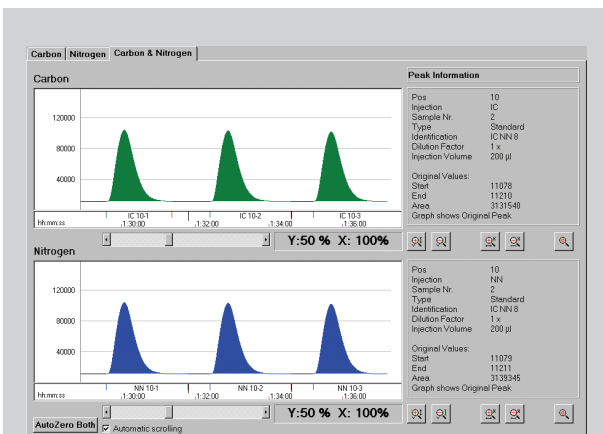 Carbon Nitrogen Carbon & Nitrogen
Carbon
120000
80000
40000
IC 10-1 IC 10-2 IC 10-3
hh:mm:ss 1:30:00 1:32:00 1:34:00 1:36:00
Y:50 % X: 100%
Peak Information
Pos 10
Injection IC
Sample Nr. 2
Type Standard
Identification IC NN 8
Dilution Factor 1 x
Injection Volume 200 µl
Original Values:
Start 11078
End 11210
Area 3131540
Graph shows Original Peak
Nitrogen
120000
80000
40000
NN 10-1 NN 10-2 NN 10-3
hh:mm:ss 1:30:00 1:32:00 1:34:00 1:36:00
Y:50 % X: 100%
Pos 10
Injection NN
Sample Nr. 2
Type Standard
Identification IC NN 8
Dilution Factor 1 x
Injection Volume 200 µl
Original Values:
Start 11079
End 11211
Area 3139345
Graph shows Original Peak
AutoZero Both Automatic scrolling